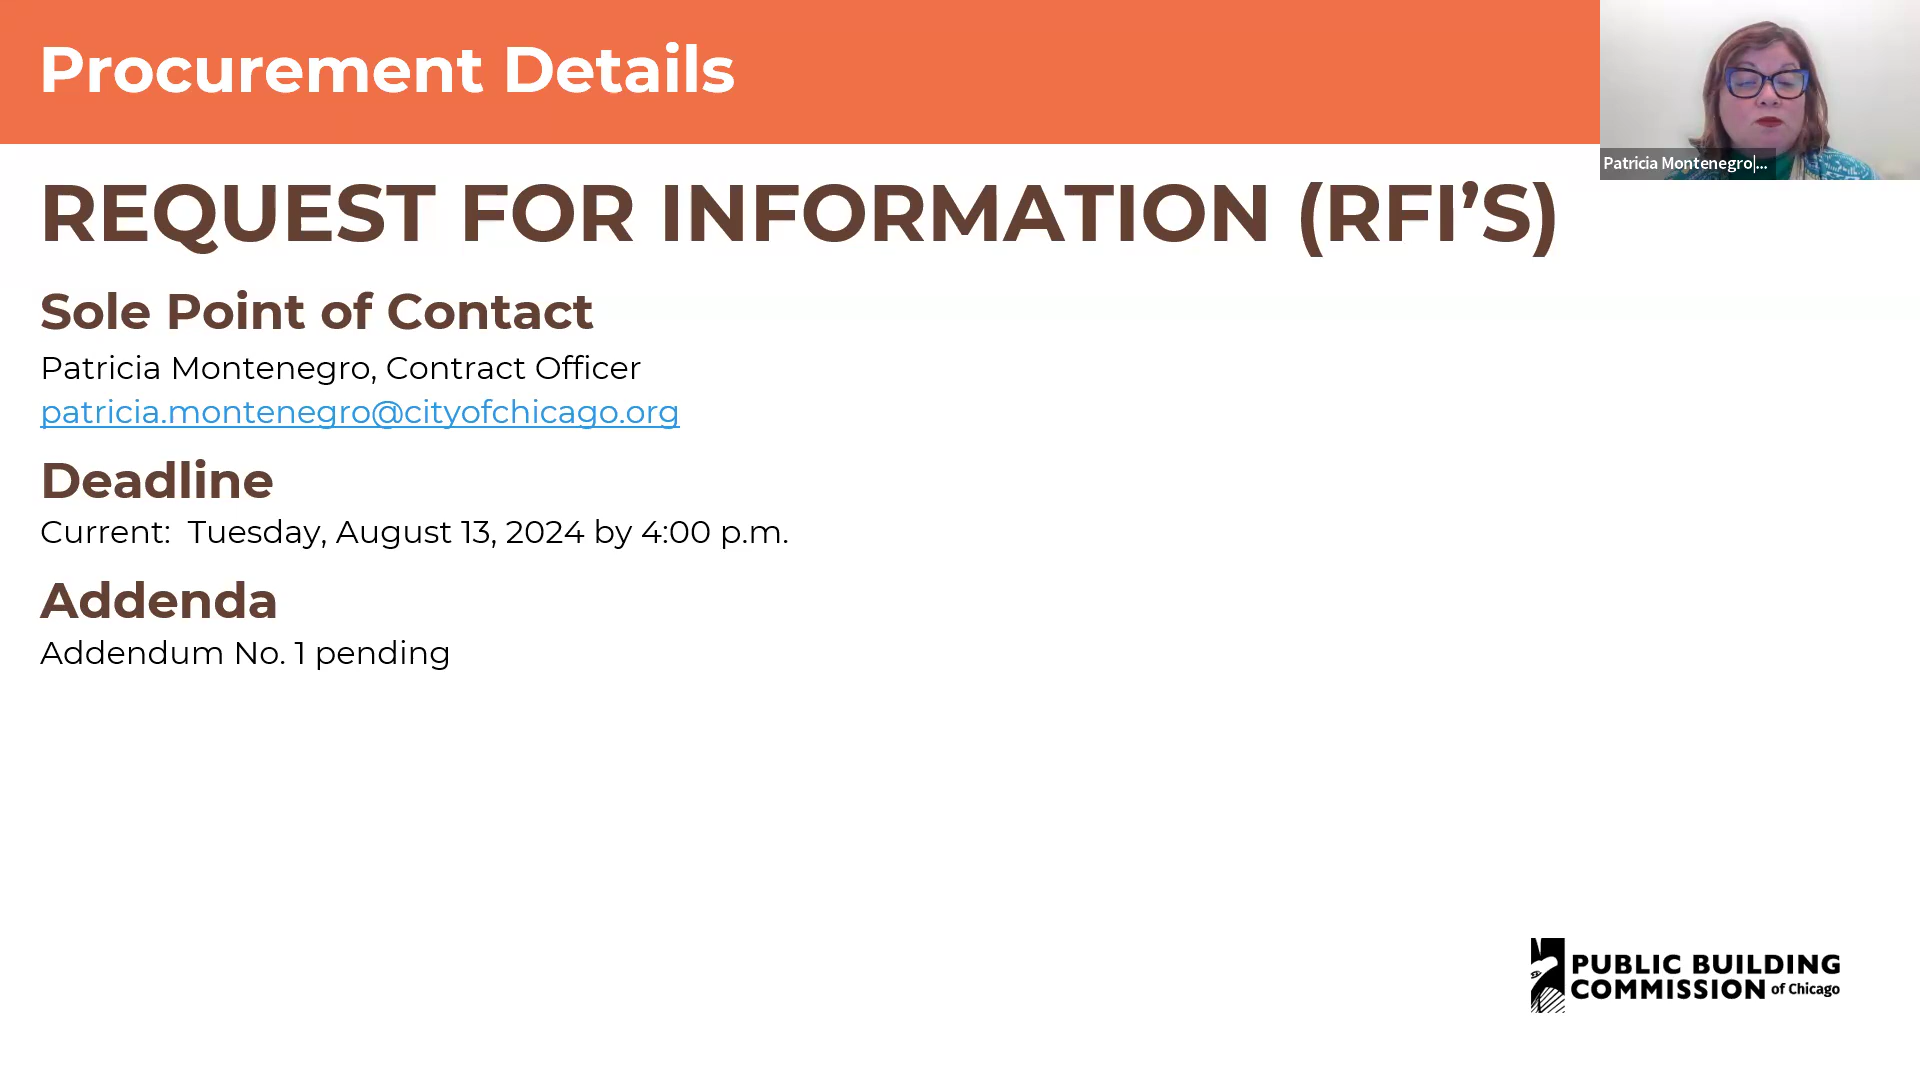 Procurement Details
Patricia Montenegro|...
REQUEST FOR INFORMATION (RFI’S)
Sole Point of Contact
Patricia Montenegro, Contract Officer
patricia.montenegro@cityofchicago.org
Deadline
Current:  Tuesday, August 13, 2024 by 4:00 p.m.
Addenda
Addendum No. 1 pending
PUBLIC BUILDING
COMMISSION of Chicago